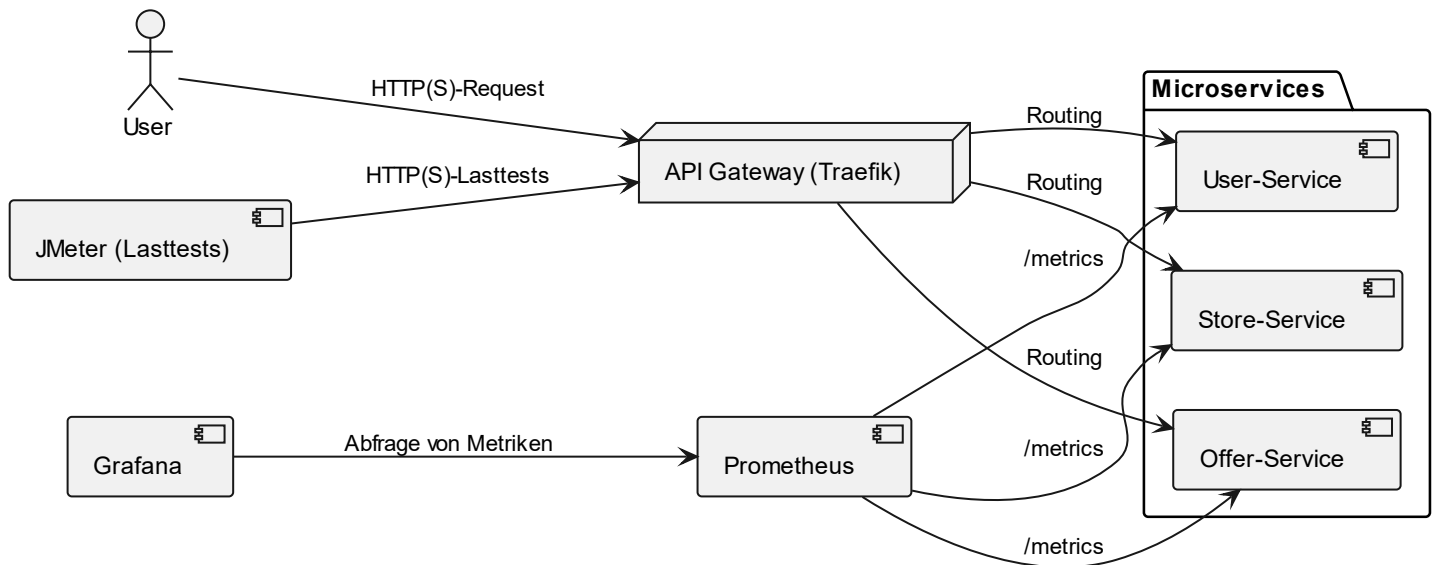 User
HTTP(S)-Request
JMeter (Lasttests)
HTTP(S)-Lasttests
API Gateway (Traefik)
Routing
Routing
Routing
Microservices
User-Service
Store-Service
Offer-Service
Grafana
Abfrage von Metriken
Prometheus
/metrics
/metrics
/metrics